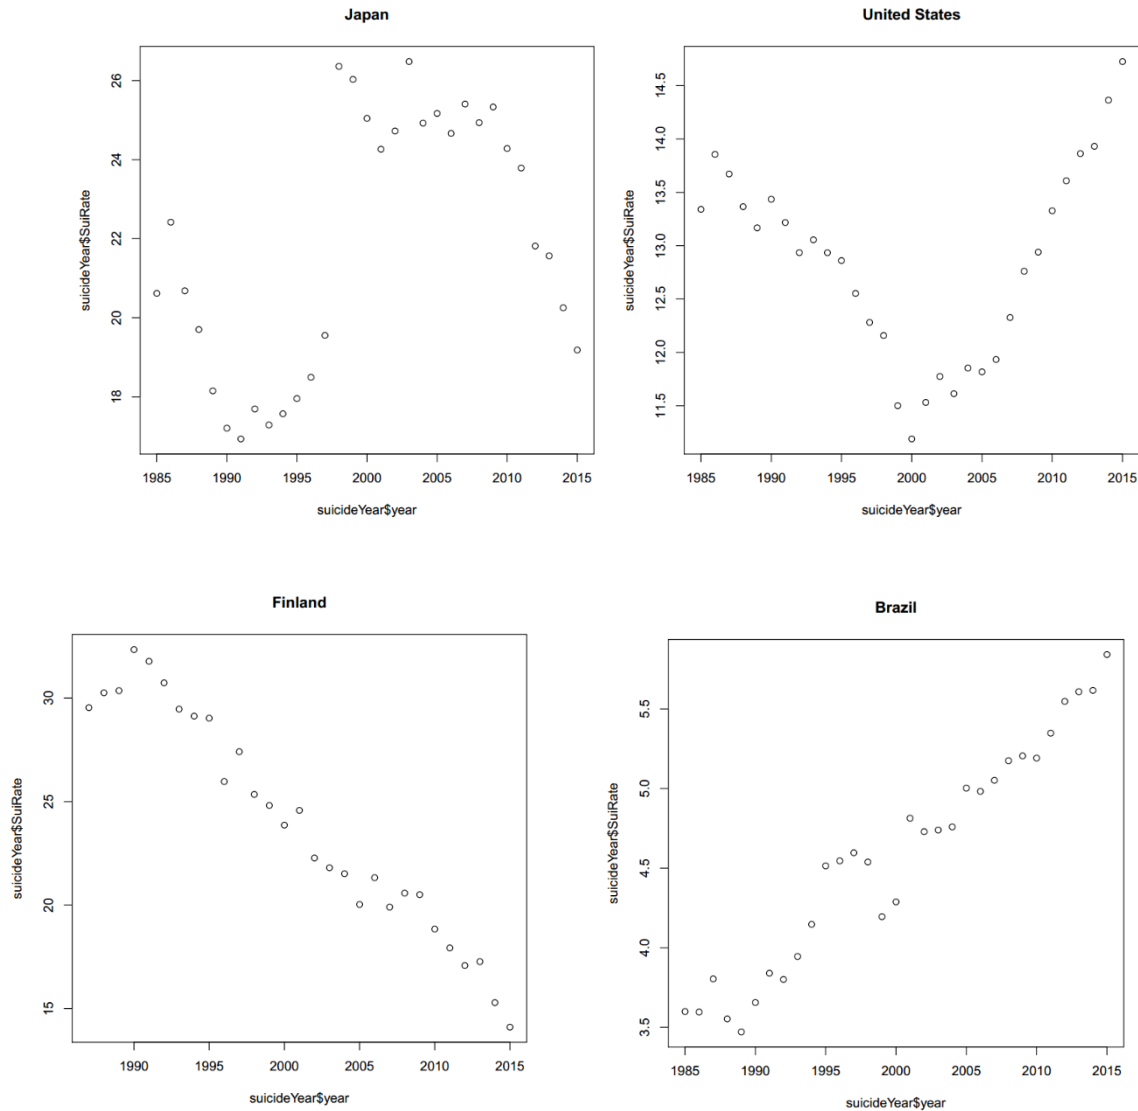 Japan
suicideYear$SuiRate
26
24
22
20
18
1985 1990 1995 2000 2005 2010 2015
suicideYear$year
United States
suicideYear$SuiRate
14.5
14.0
13.5
13.0
12.5
12.0
11.5
1985 1990 1995 2000 2005 2010 2015
suicideYear$year
Finland
suicideYear$SuiRate
30
25
20
15
1990 1995 2000 2005 2010 2015
suicideYear$year
Brazil
suicideYear$SuiRate
5.5
5.0
4.5
4.0
3.5
1985 1990 1995 2000 2005 2010 2015
suicideYear$year